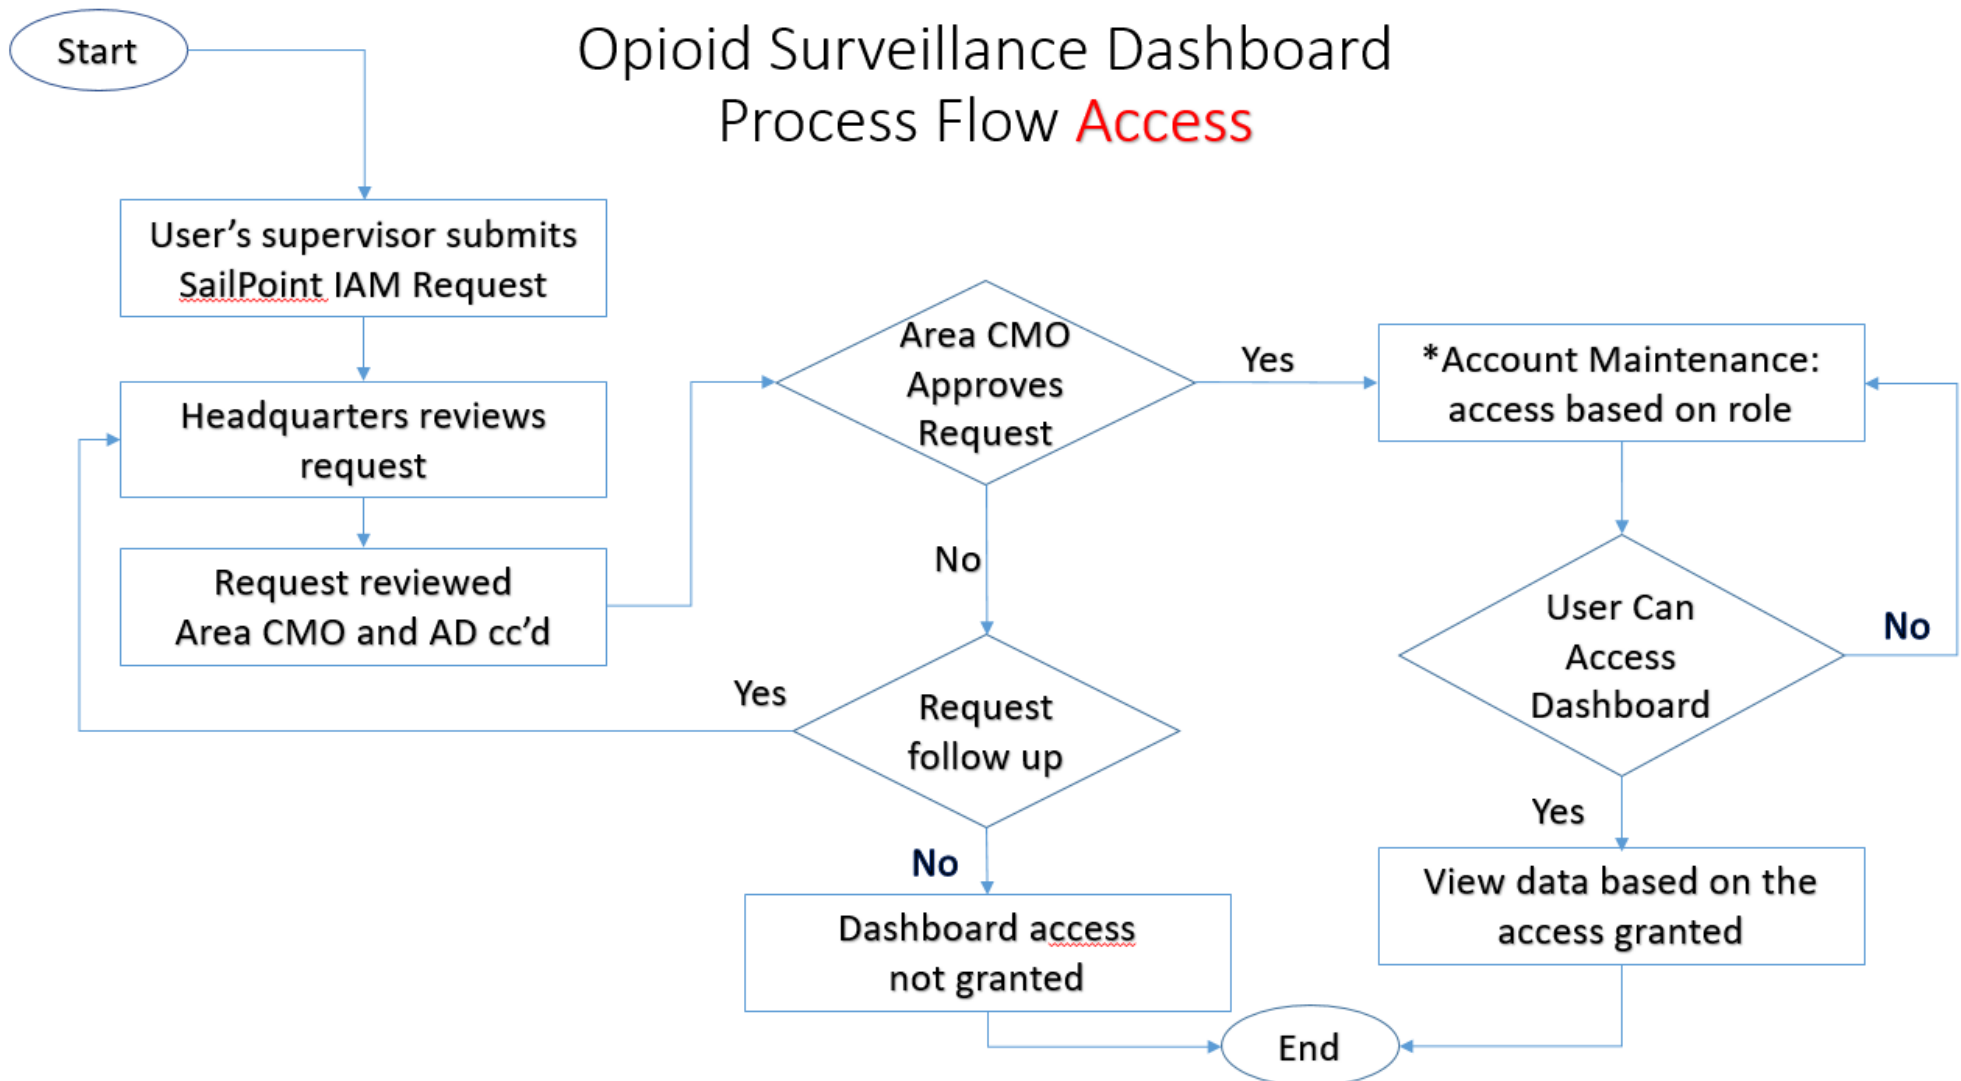 Start
Opioid Surveillance Dashboard
Process Flow Access
User’s supervisor submits
SailPoint IAM Request
Headquarters reviews
request
Request reviewed
Area CMO and AD cc’d
Area CMO
Approves
Request
Yes
No
Request
follow up
Yes
No
Dashboard access
not granted
*Account Maintenance:
access based on role
User Can
Access
Dashboard
No
Yes
View data based on the
access granted
End